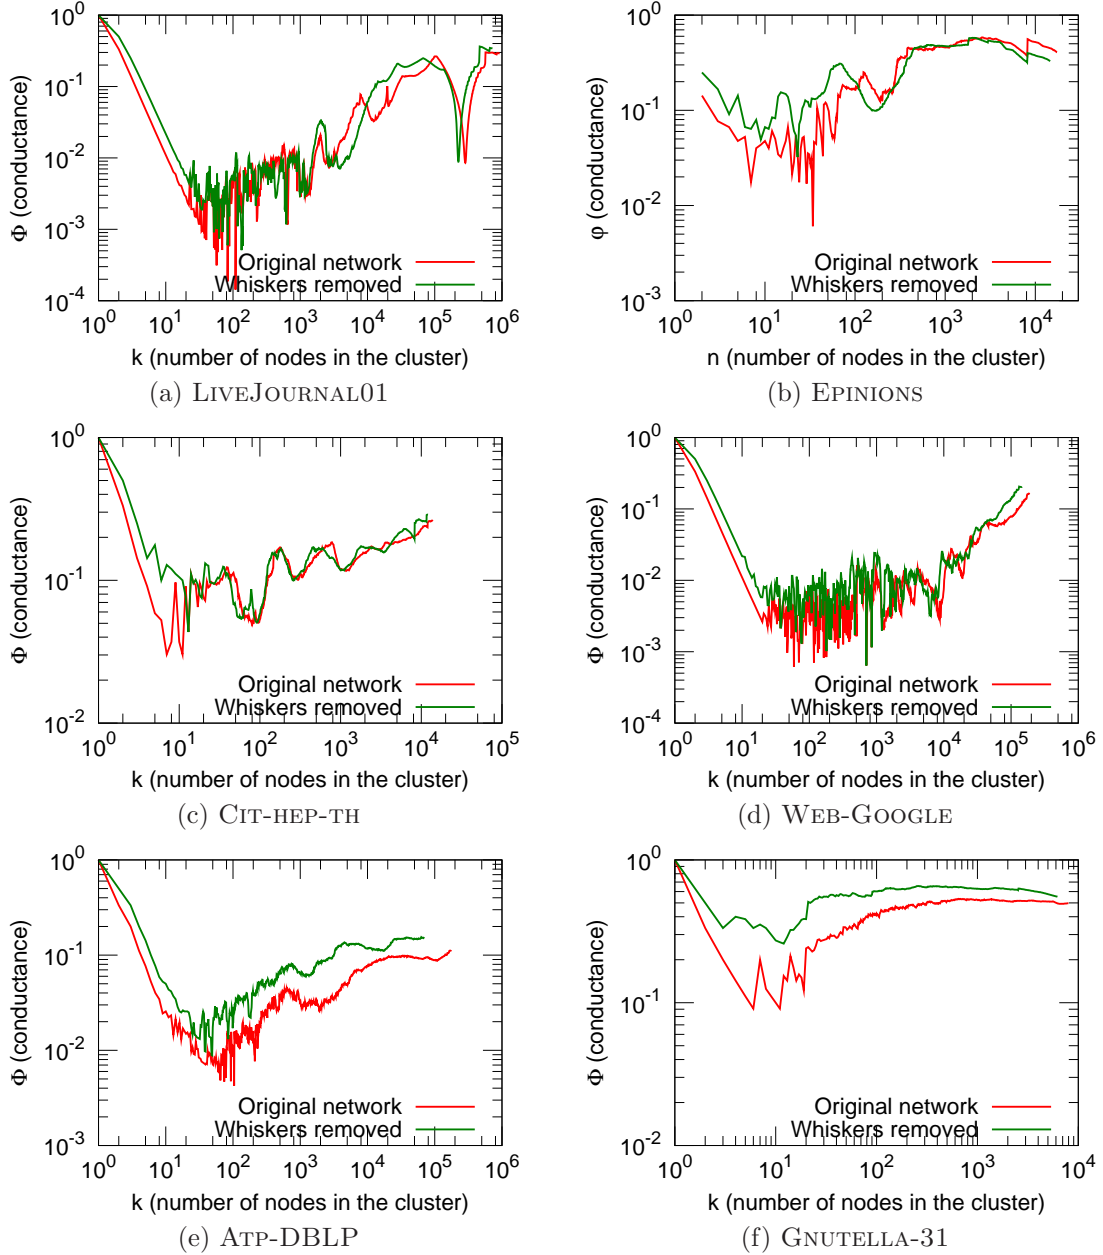 10^0
10^-1
10^-2
10^-3
10^-4
Φ (conductance)
Original network
Whiskers removed
10^0 10^1 10^2 10^3 10^4 10^5 10^6
k (number of nodes in the cluster)
(a) LIVEJOURNAL01
10^0
10^-1
10^-2
10^-3
φ (conductance)
Original network
Whiskers removed
10^0 10^1 10^2 10^3 10^4
n (number of nodes in the cluster)
(b) EPINIONS
10^0
10^-1
10^-2
Φ (conductance)
Original network
Whiskers removed
10^0 10^1 10^2 10^3 10^4 10^5
k (number of nodes in the cluster)
(c) CIT-HEP-TH
10^0
10^-1
10^-2
10^-3
10^-4
Φ (conductance)
Original network
Whiskers removed
10^0 10^1 10^2 10^3 10^4 10^5 10^6
k (number of nodes in the cluster)
(d) WEB-GOOGLE
10^0
10^-1
10^-2
10^-3
Φ (conductance)
Original network
Whiskers removed
10^0 10^1 10^2 10^3 10^4 10^5 10^6
k (number of nodes in the cluster)
(e) ATP-DBLP
10^0
10^-1
10^-2
Φ (conductance)
Original network
Whiskers removed
10^0 10^1 10^2 10^3 10^4
k (number of nodes in the cluster)
(f) GNUTELLA-31